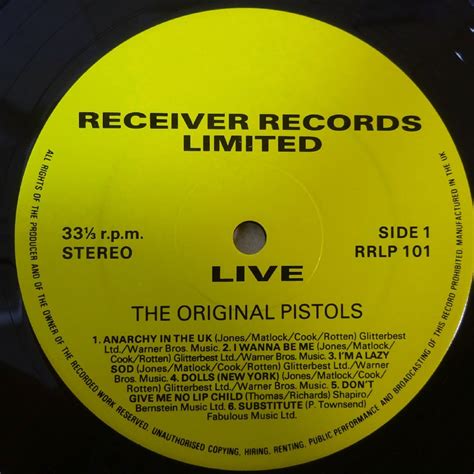 RECEIVER RECORDS
LIMITED
33⅓ r.p.m.
STEREO
SIDE 1
RRLP 101
LIVE
THE ORIGINAL PISTOLS
1. ANARCHY IN THE UK (Jones/Matlock/Cook/Rotten) Glitterbest
Ltd./Warner Bros. Music. 2. I WANNA BE ME (Jones/Matlock/
Cook/Rotten) Glitterbest Ltd./Warner Bros. Music. 3. I'M A LAZY
SOD (Jones/Matlock/Cook/Rotten) Glitterbest Ltd./Warner
Bros. Music. 4. DOLLS (NEW YORK) (Jones/Matlock/Cook/
Rotten) Glitterbest Ltd./Warner Bros. Music. 5. DON'T
GIVE ME NO LIP CHILD (Thomas/Richards) Shapiro/
Bernstein Music Ltd. 6. SUBSTITUTE (P. Townsend)
Fabulous Music Ltd.
ALL RIGHTS OF THE PRODUCER AND OF THE OWNER OF THE RECORDED WORK RESERVED. UNAUTHORISED COPYING, HIRING, RENTING, PUBLIC PERFORMANCE AND BROADCASTING OF THIS RECORD PROHIBITED. MANUFACTURED IN THE UK.